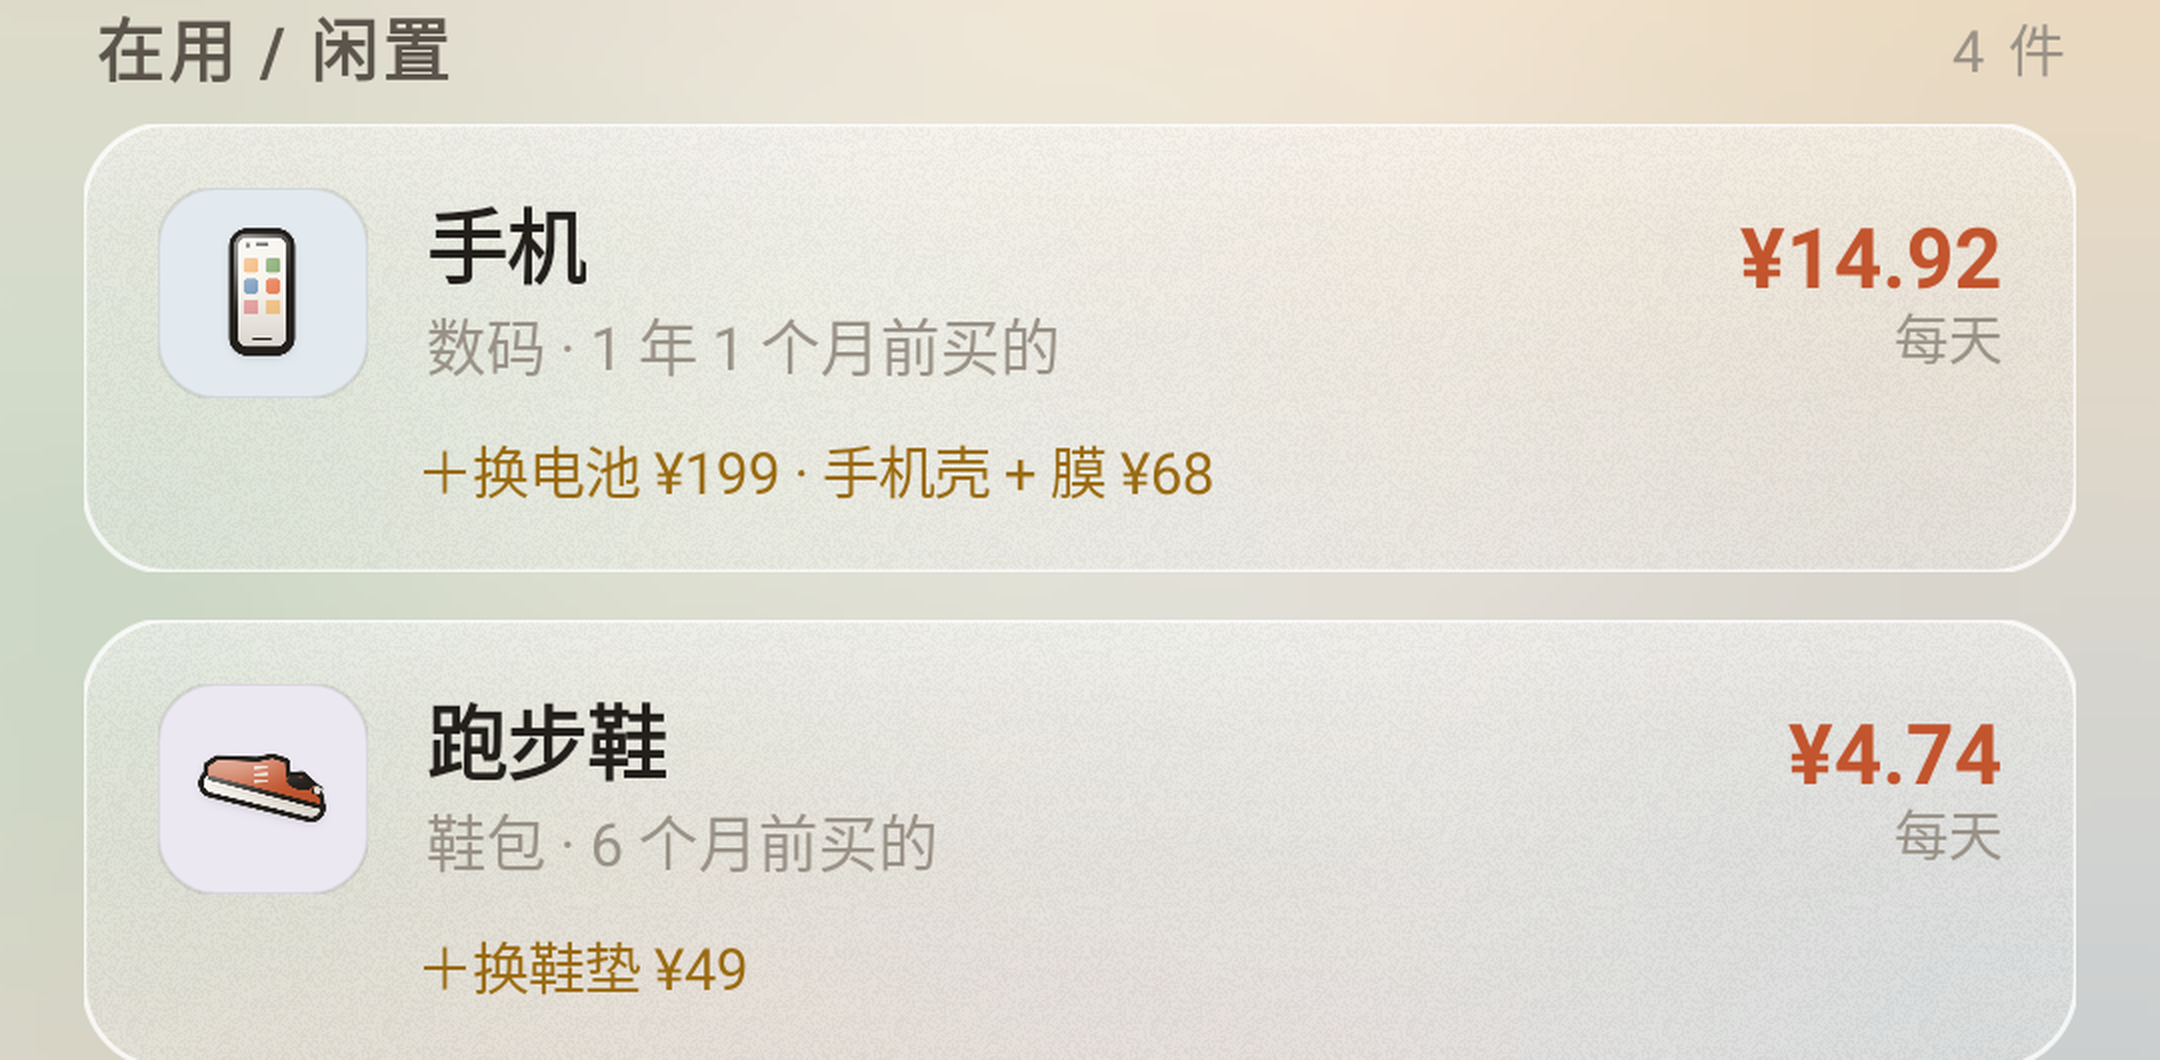 在用 / 闲置
4 件
手机
¥14.92
数码 · 1 年 1 个月前买的
每天
＋换电池 ¥199 · 手机壳 + 膜 ¥68
跑步鞋
¥4.74
鞋包 · 6 个月前买的
每天
＋换鞋垫 ¥49